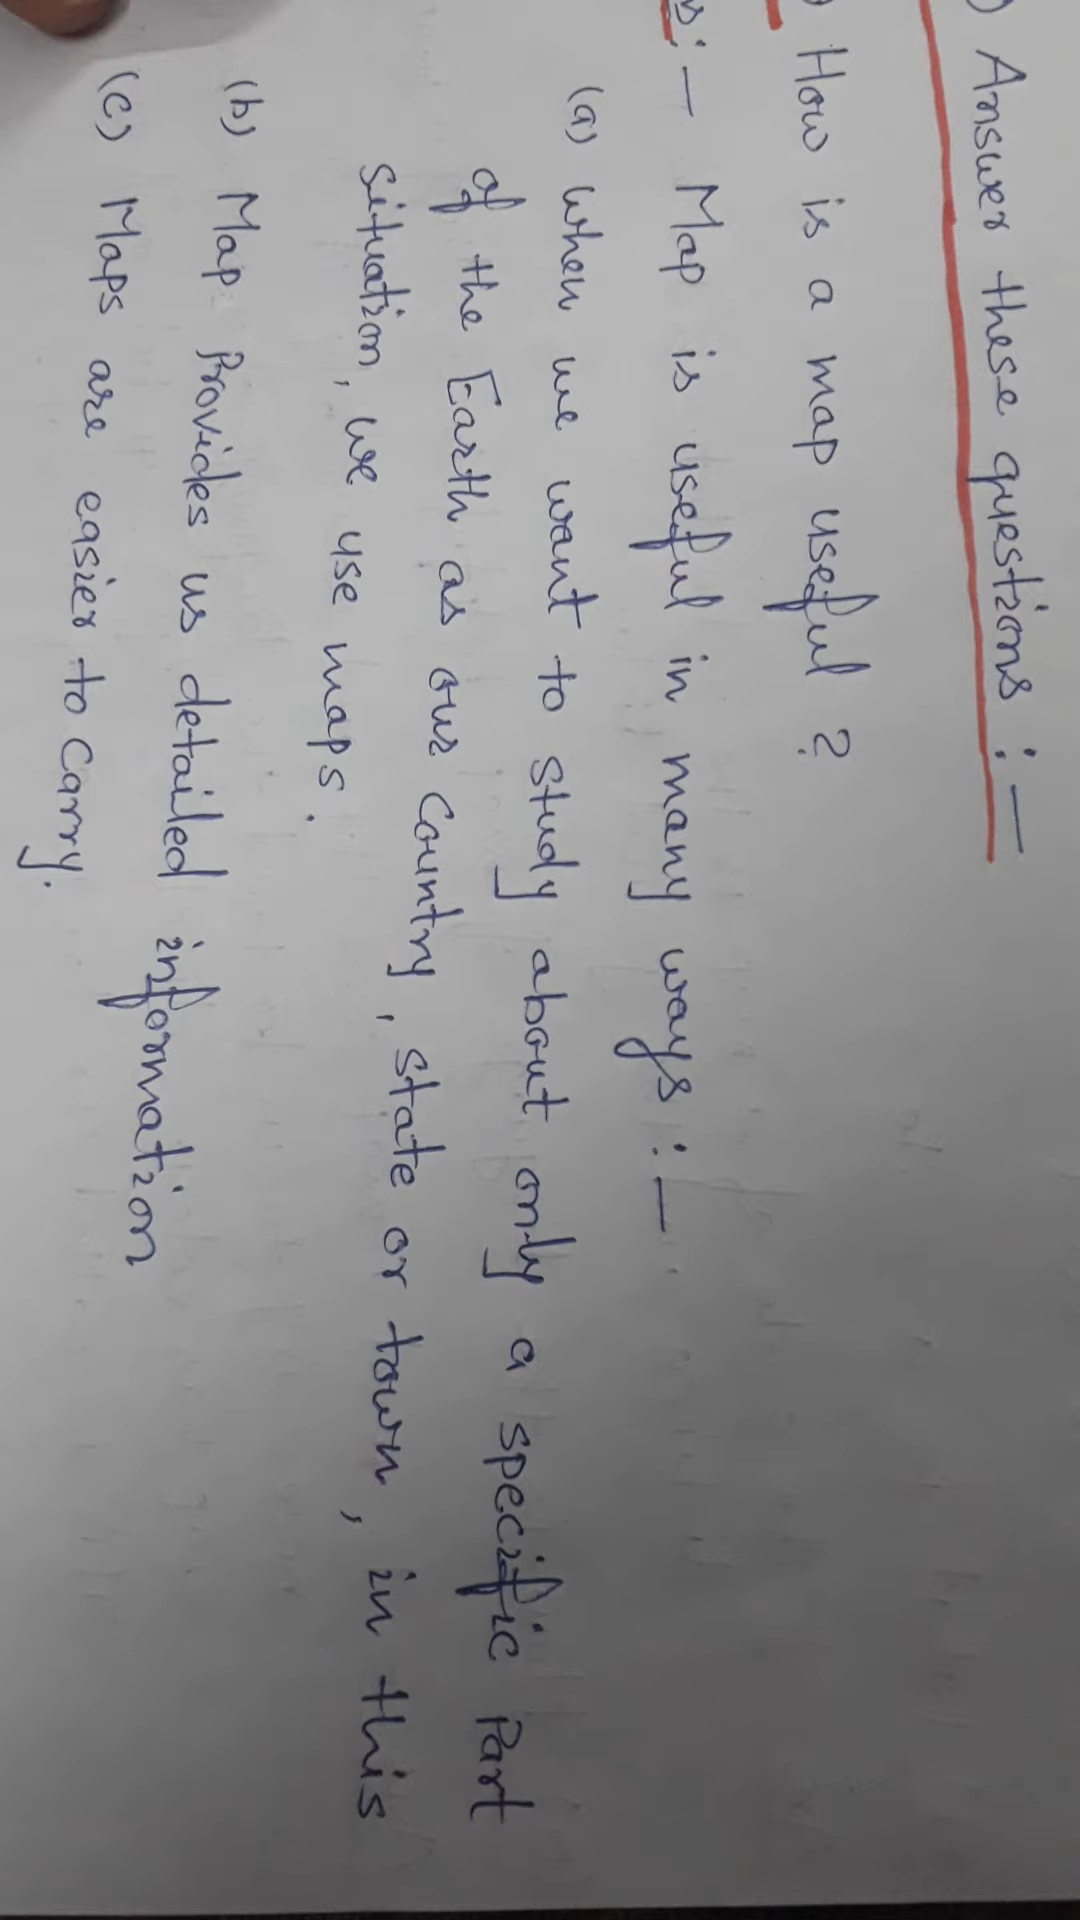 ) Answer these questions :—
) How is a map useful ?
s:— Map is useful in many ways :—
(a) when we want to study about only a specific Part
of the Earth as our Country, state or town, in this
situation, we use maps.
(b) Map Provides us detailed information
(c) Maps are easier to Carry.